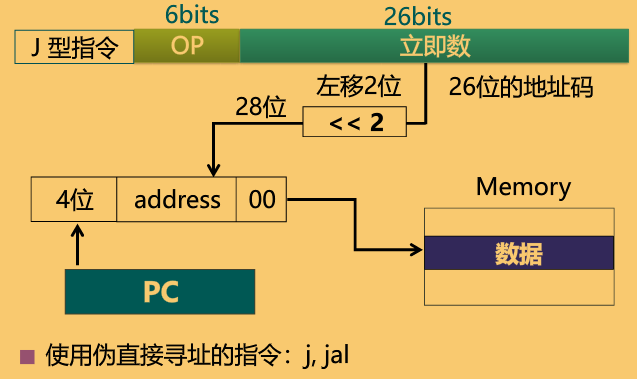 6bits
26bits
J 型指令
OP
立即数
左移2位
26位的地址码
28位
<< 2
4位
address
00
Memory
数据
PC
使用伪直接寻址的指令：j, jal